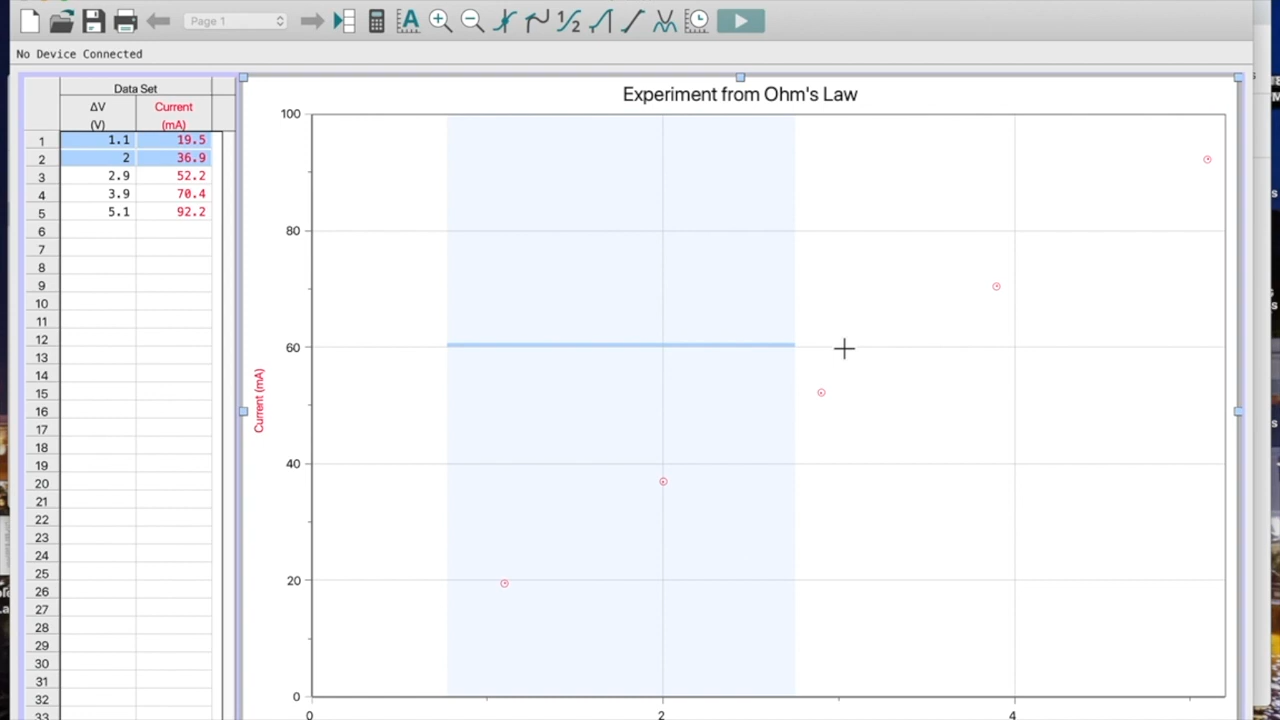 Page 1
No Device Connected
Data Set
ΔV Current
(V) (mA)
1 1.1 19.5
2 2 36.9
3 2.9 52.2
4 3.9 70.4
5 5.1 92.2
6
7
8
9
10
11
12
13
14
15
16
17
18
19
20
21
22
23
24
25
26
27
28
29
30
31
32
33
Experiment from Ohm's Law
100
80
60
40
20
0
Current (mA)
0 2 4